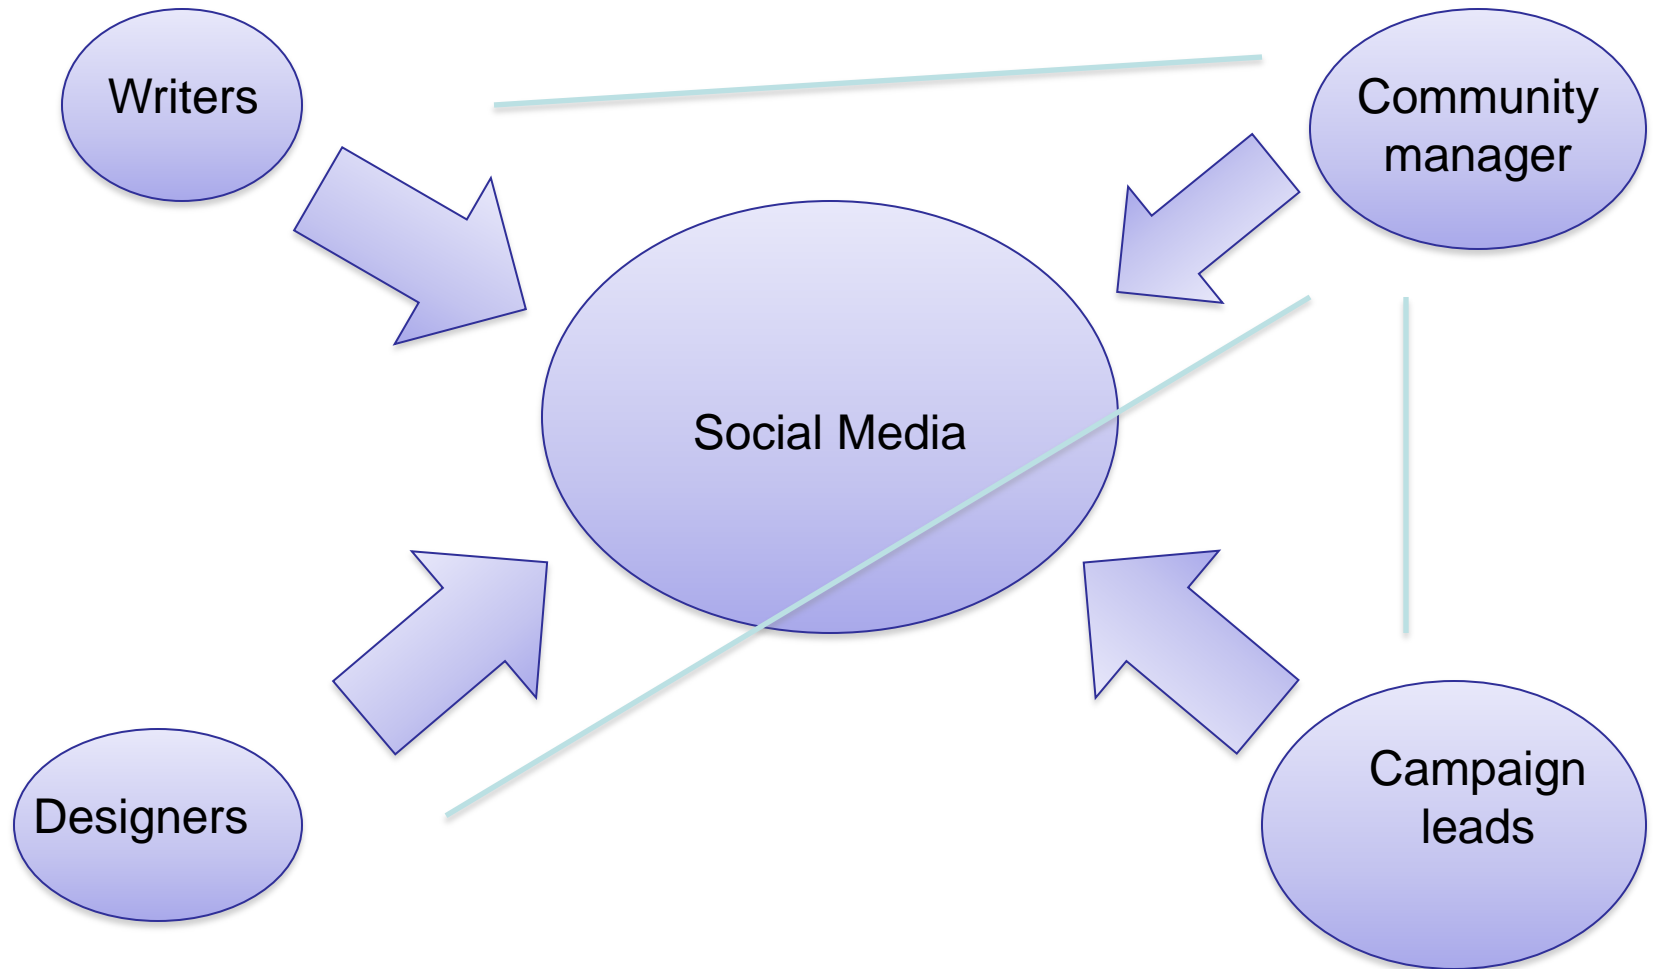 Writers
Community
manager
Social Media
Designers
Campaign
leads